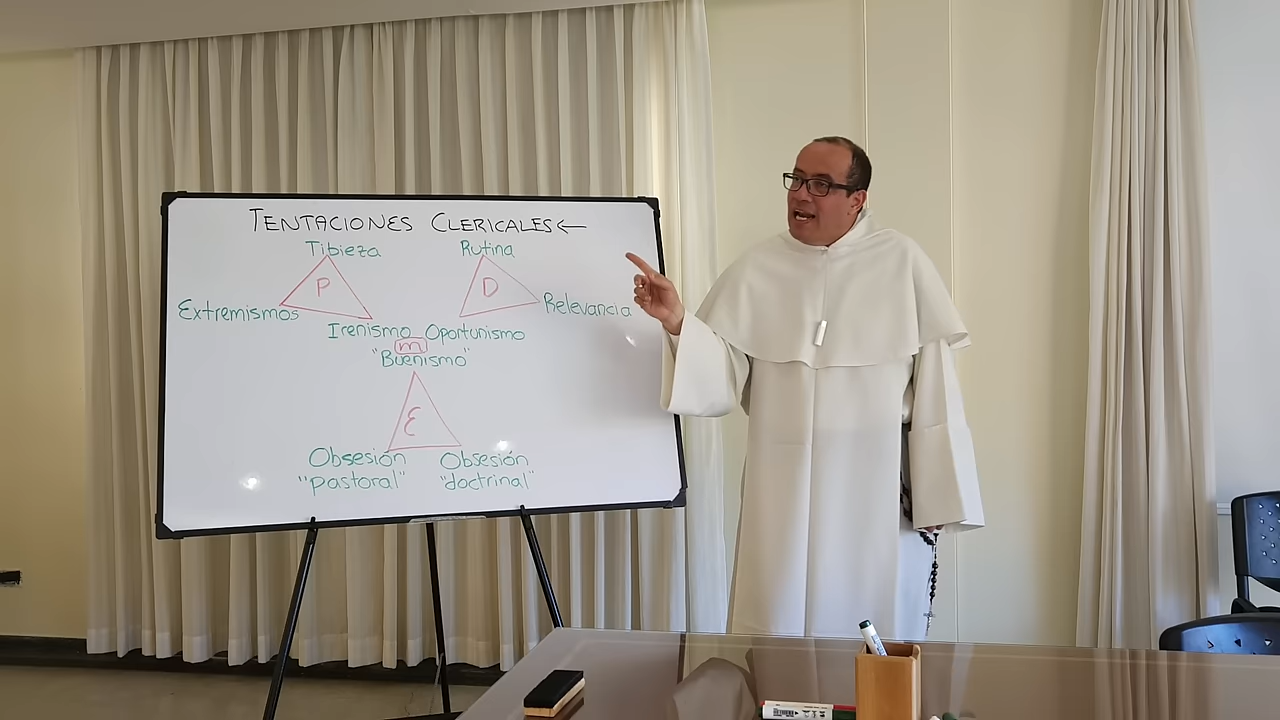 TENTACIONES CLERICALES ←
Tibieza
Rutina
P
D
Extremismos
Relevancia
Irenismo Oportunismo
m
"Buenismo"
E
Obsesión
"pastoral"
Obsesión
"doctrinal"